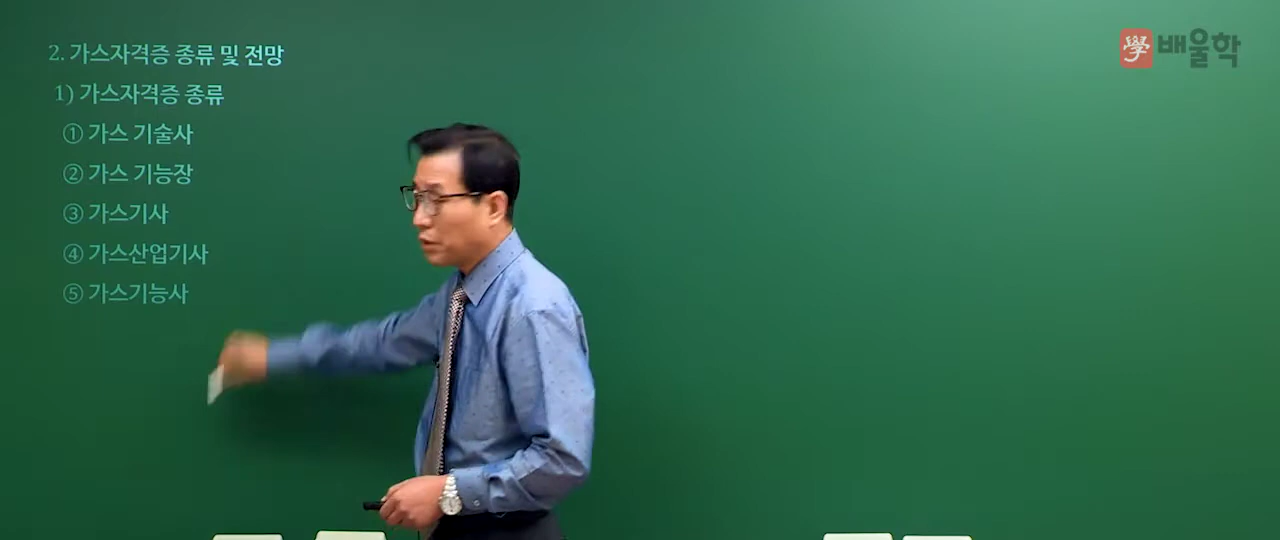 2. 가스자격증 종류 및 전망
學 배울학
1) 가스자격증 종류
① 가스 기술사
② 가스 기능장
③ 가스기사
④ 가스산업기사
⑤ 가스기능사